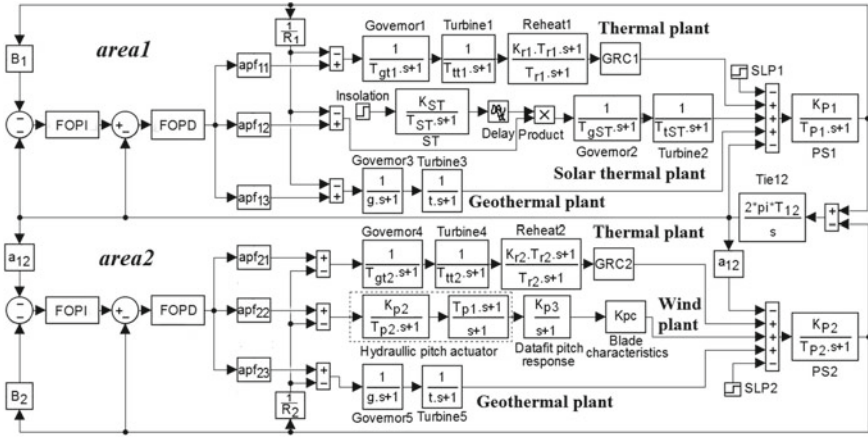 area1
B1
1
R1
Governor1
1
Tgt1.s+1
Turbine1
1
Ttt1.s+1
Reheat1
Kr1.Tr1.s+1
Tr1.s+1
Thermal plant
GRC1
SLP1
apf11
FOPI
FOPD
apf12
Insolation
KST
TST.s+1
ST
Delay
Product
1
TgST.s+1
Governor2
1
TtST.s+1
Turbine2
KP1
TP1.s+1
PS1
Solar thermal plant
apf13
Governor3
1
g.s+1
Turbine3
1
t.s+1
Geothermal plant
Tie12
2*pi*T12
s
a12
area2
apf21
Governor4
1
Tgt2.s+1
Turbine4
1
Ttt2.s+1
Reheat2
Kr2.Tr2.s+1
Tr2.s+1
Thermal plant
GRC2
a12
FOPI
FOPD
apf22
Kp2
Tp2.s+1
Tp1.s+1
s+1
Hydraullic pitch actuator
Kp3
s+1
Datafit pitch
response
Kpc
Blade
characteristics
Wind
plant
KP2
TP2.s+1
PS2
B2
apf23
1
R2
1
g.s+1
Governor5
1
t.s+1
Turbine5
Geothermal plant
SLP2